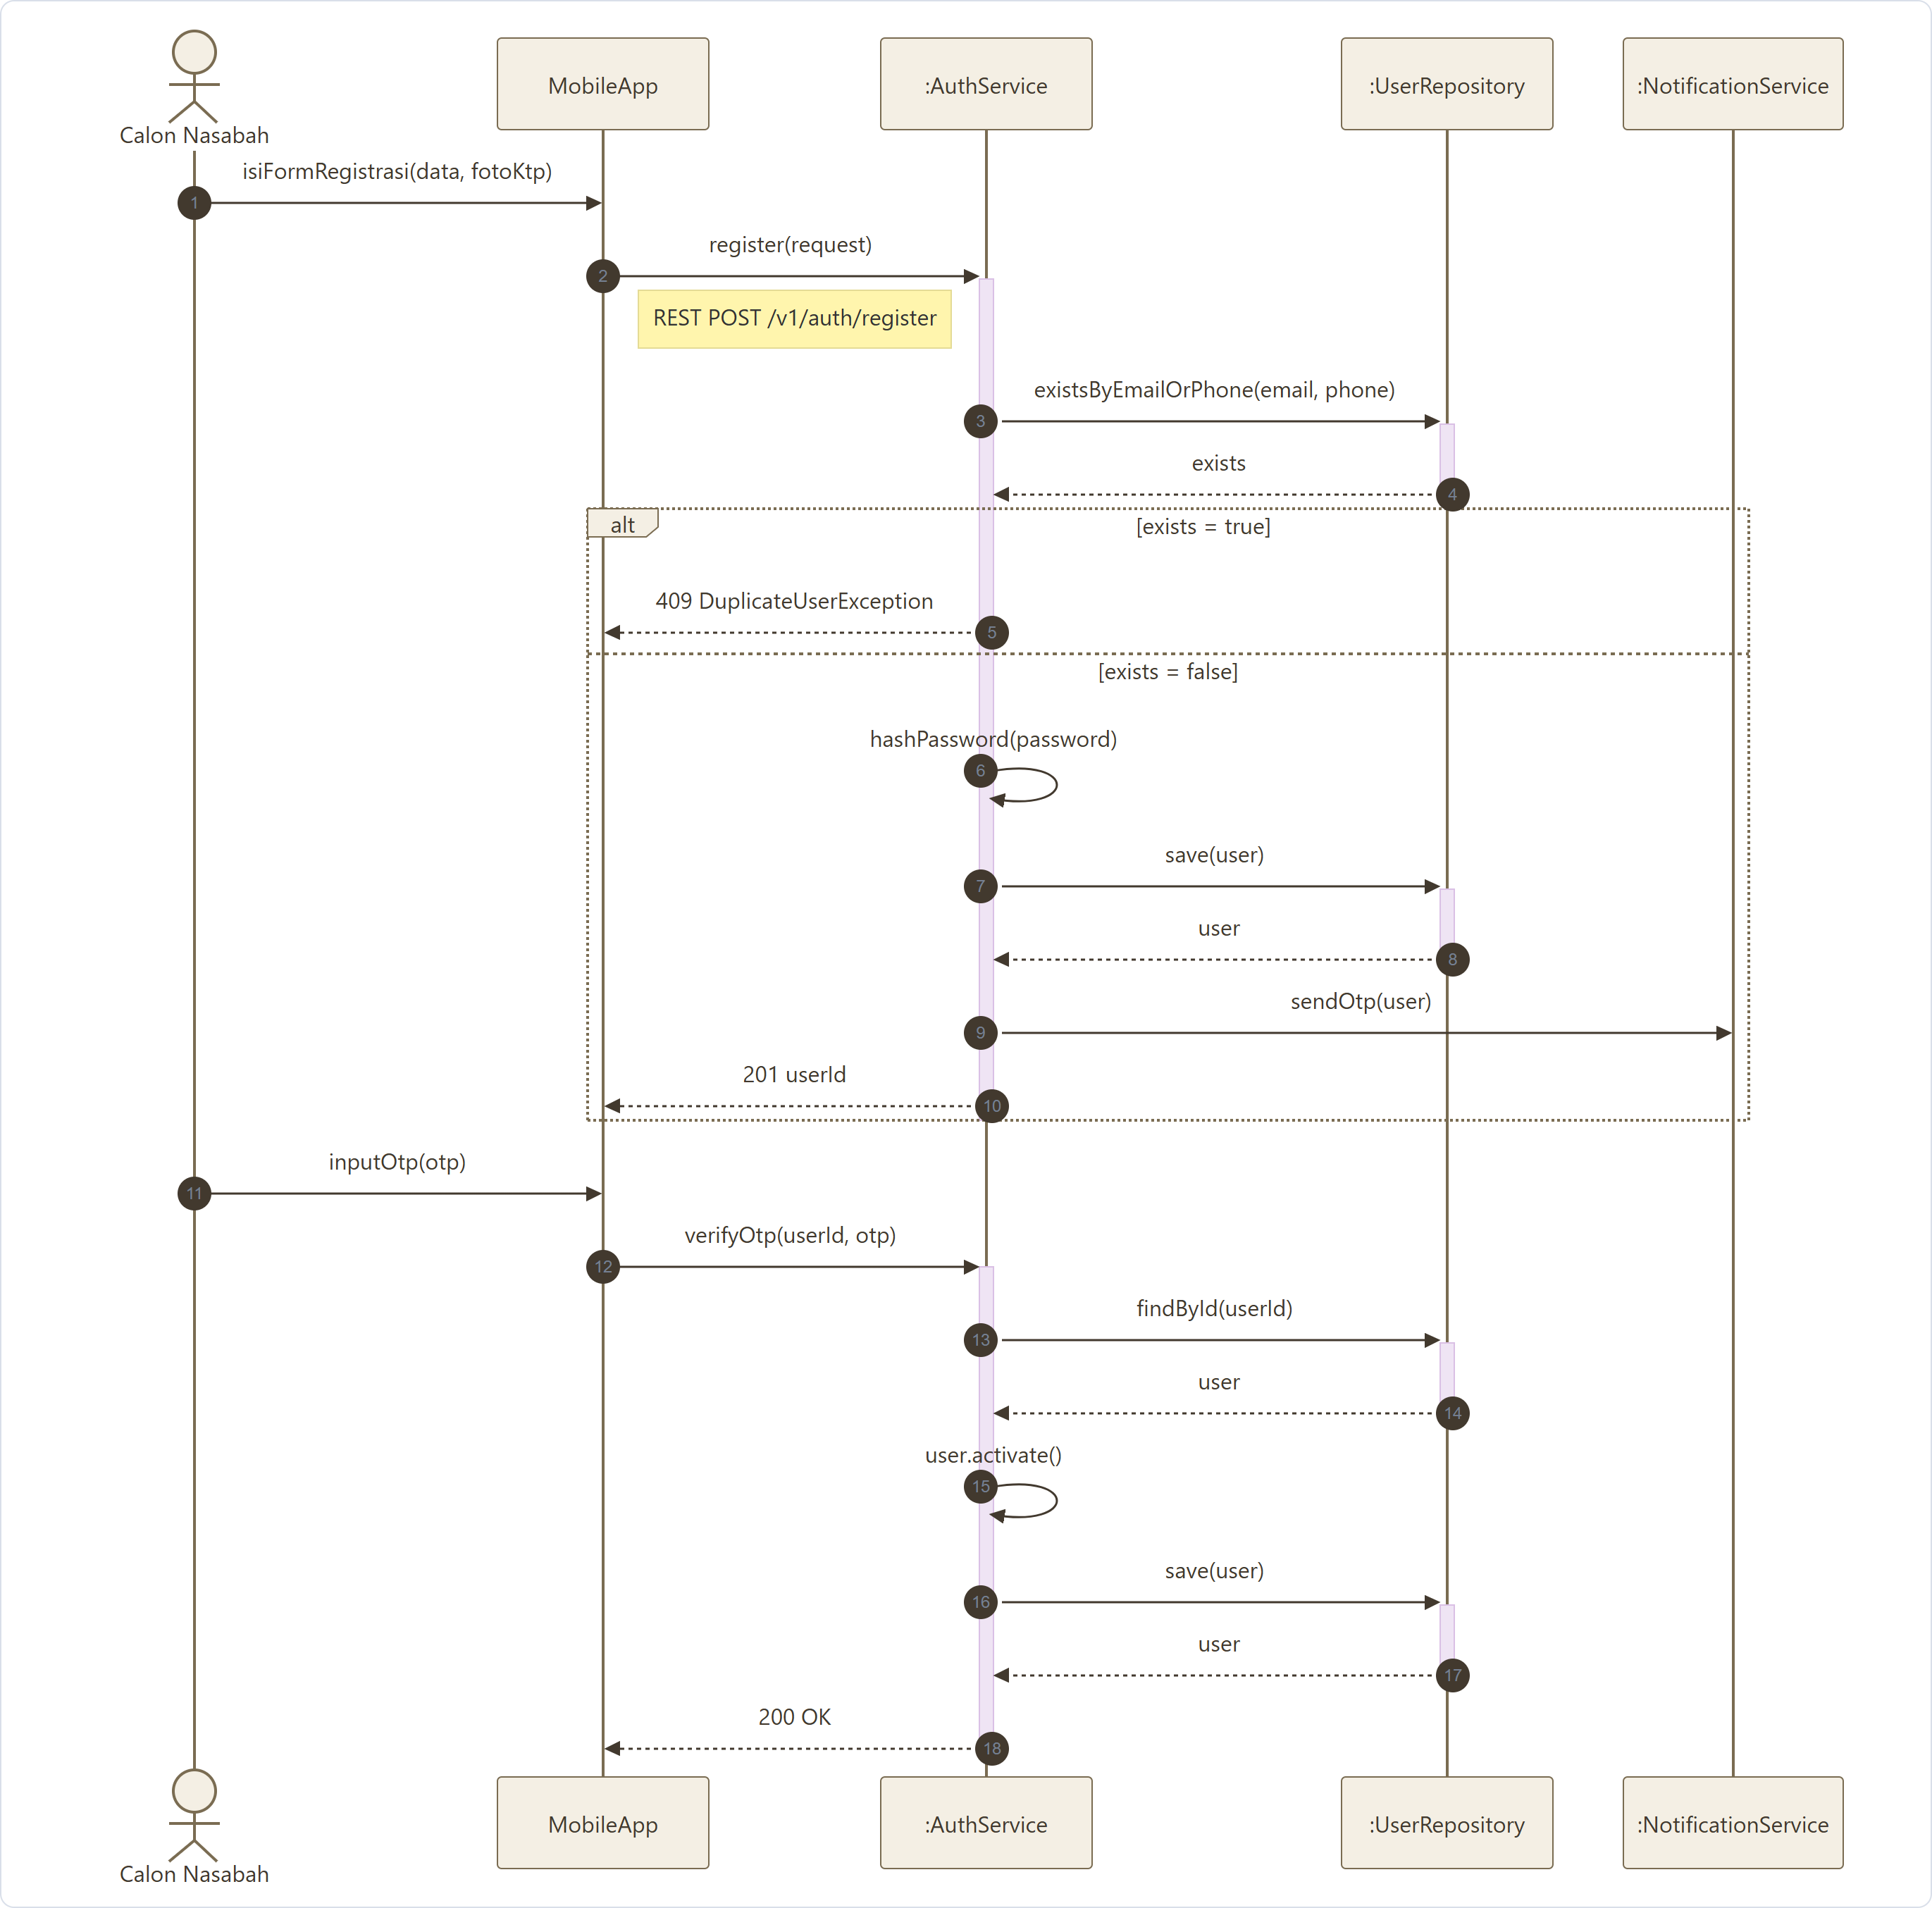 Calon Nasabah
MobileApp
:AuthService
:UserRepository
:NotificationService
isiFormRegistrasi(data, fotoKtp)
1
register(request)
2
REST POST /v1/auth/register
existsByEmailOrPhone(email, phone)
3
exists
4
alt
[exists = true]
409 DuplicateUserException
5
[exists = false]
hashPassword(password)
6
save(user)
7
user
8
sendOtp(user)
9
201 userId
10
inputOtp(otp)
11
verifyOtp(userId, otp)
12
findById(userId)
13
user
14
user.activate()
15
save(user)
16
user
17
200 OK
18
Calon Nasabah
MobileApp
:AuthService
:UserRepository
:NotificationService